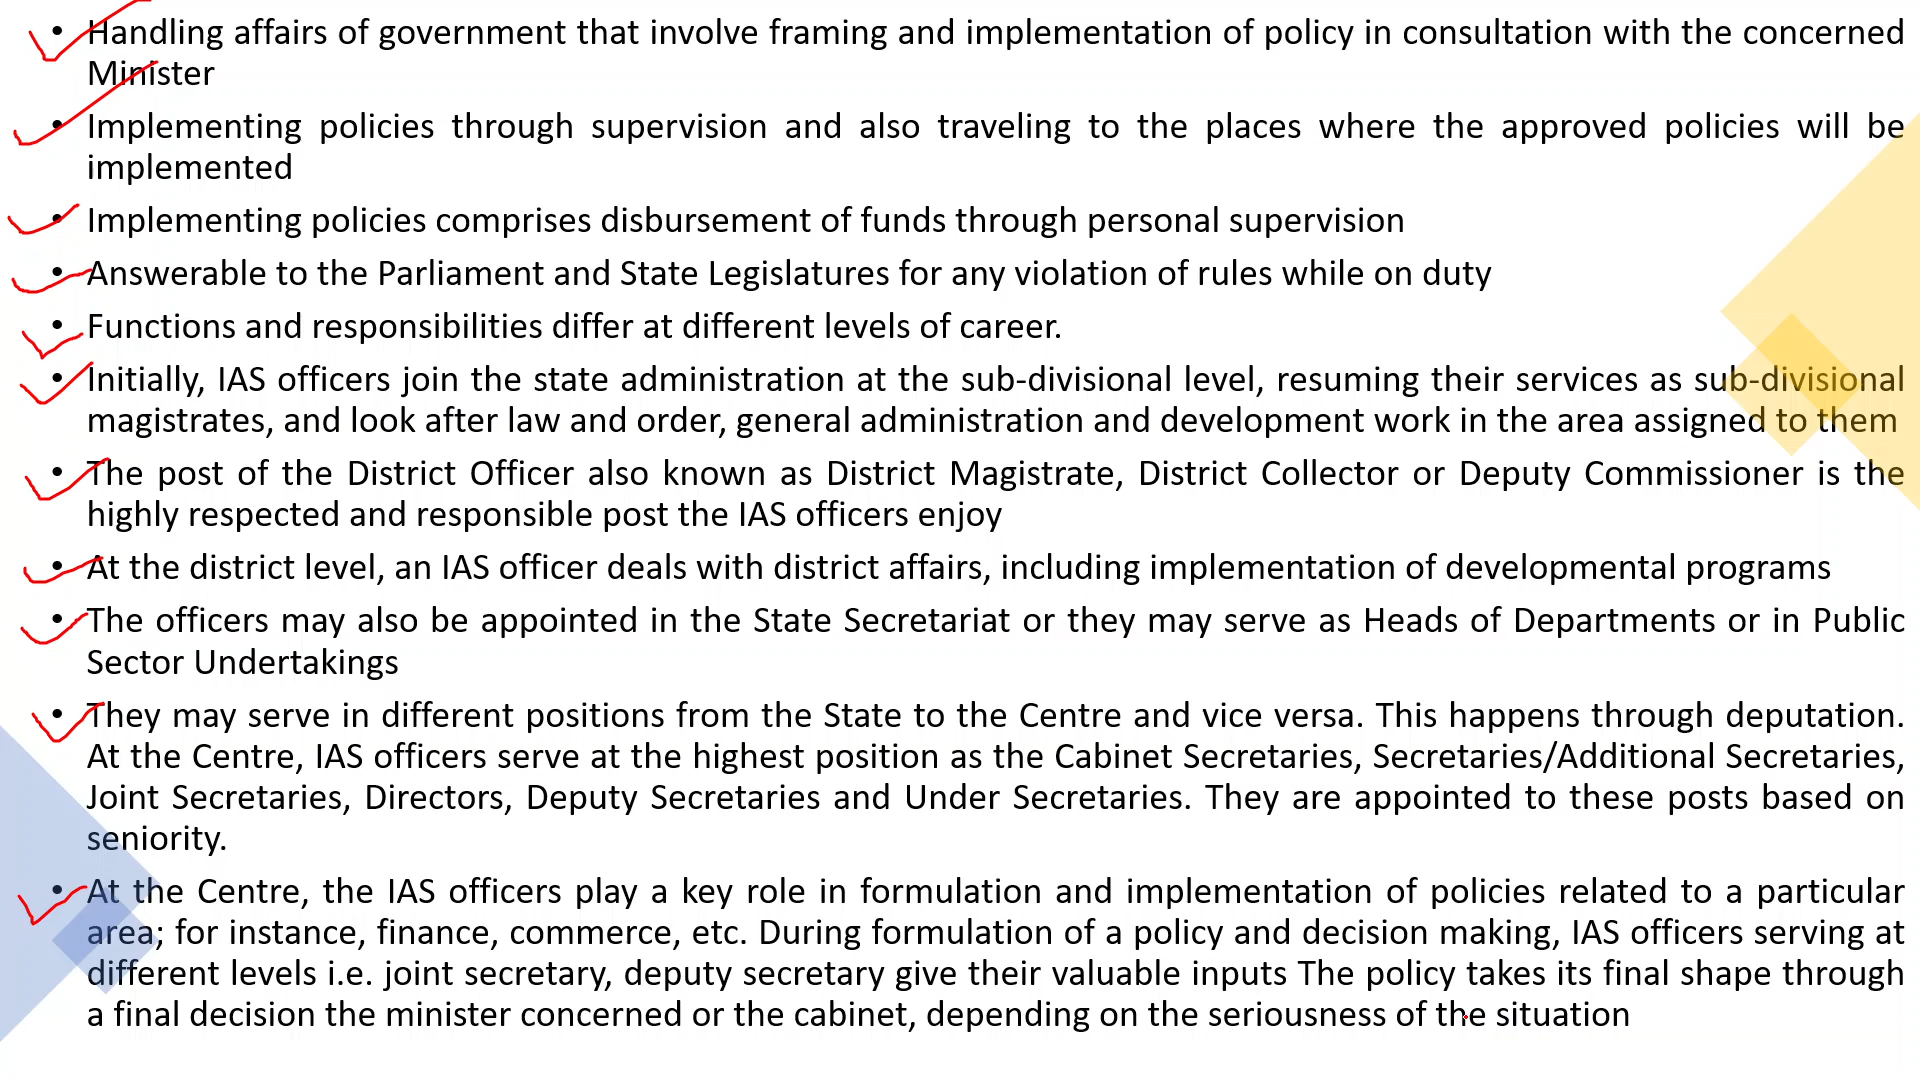 • Handling affairs of government that involve framing and implementation of policy in consultation with the concerned
Minister
• Implementing policies through supervision and also traveling to the places where the approved policies will be
implemented
• Implementing policies comprises disbursement of funds through personal supervision
• Answerable to the Parliament and State Legislatures for any violation of rules while on duty
• Functions and responsibilities differ at different levels of career.
• Initially, IAS officers join the state administration at the sub-divisional level, resuming their services as sub-divisional
magistrates, and look after law and order, general administration and development work in the area assigned to them
• The post of the District Officer also known as District Magistrate, District Collector or Deputy Commissioner is the
highly respected and responsible post the IAS officers enjoy
• At the district level, an IAS officer deals with district affairs, including implementation of developmental programs
• The officers may also be appointed in the State Secretariat or they may serve as Heads of Departments or in Public
Sector Undertakings
• They may serve in different positions from the State to the Centre and vice versa. This happens through deputation.
At the Centre, IAS officers serve at the highest position as the Cabinet Secretaries, Secretaries/Additional Secretaries,
Joint Secretaries, Directors, Deputy Secretaries and Under Secretaries. They are appointed to these posts based on
seniority.
• At the Centre, the IAS officers play a key role in formulation and implementation of policies related to a particular
area; for instance, finance, commerce, etc. During formulation of a policy and decision making, IAS officers serving at
different levels i.e. joint secretary, deputy secretary give their valuable inputs The policy takes its final shape through
a final decision the minister concerned or the cabinet, depending on the seriousness of the situation